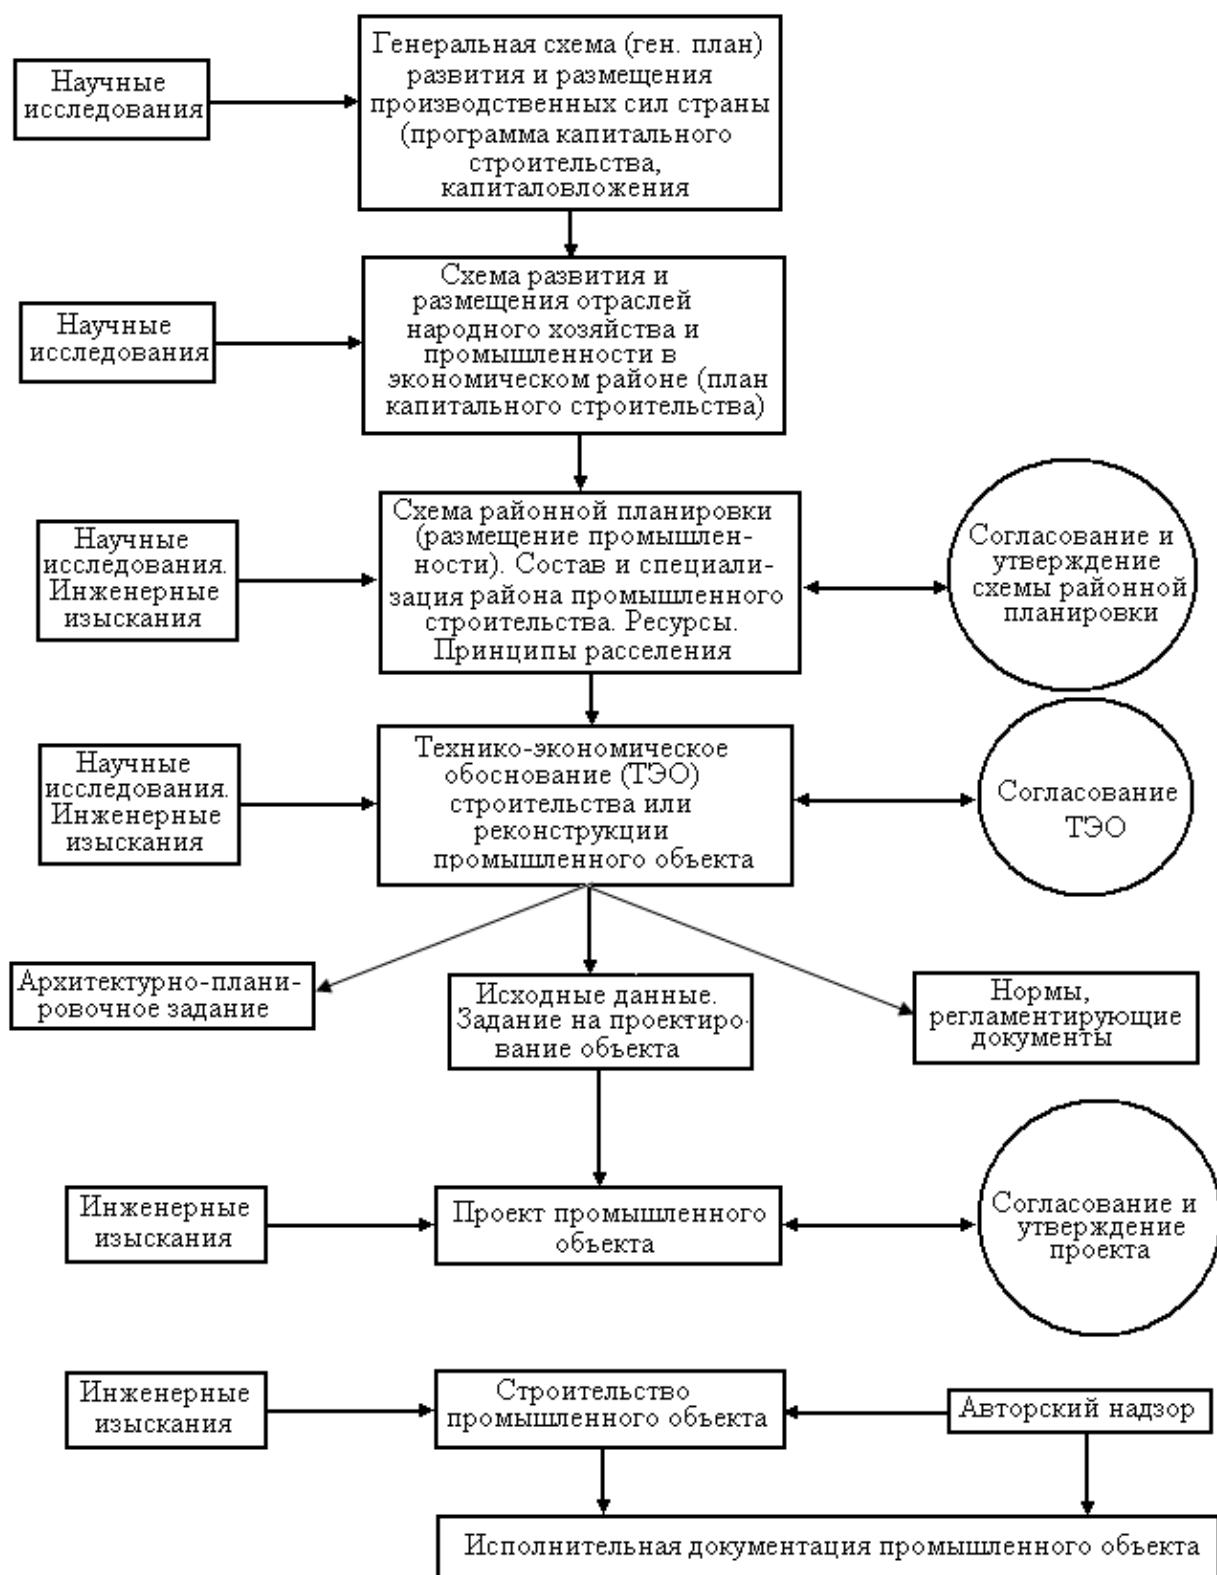 Научные
исследования
Генеральная схема (ген. план)
развития и размещения
производственных сил страны
(программа капитального
строительства,
капиталовложения
Научные
исследования
Схема развития и
размещения отраслей
народного хозяйства и
промышленности в
экономическом районе (план
капитального строительства)
Научные
исследования.
Инженерные
изыскания
Схема районной планировки
(размещение промышлен-
ности). Состав и специали-
зация района промышленного
строительства. Ресурсы.
Принципы расселения
Согласование и
утверждение
схемы районной
планировки
Научные
исследования.
Инженерные
изыскания
Технико-экономическое
обоснование (ТЭО)
строительства или
реконструкции
промышленного объекта
Согласование
ТЭО
Архитектурно-плани-
ровочное задание
Исходные данные.
Задание на проектиро-
вание объекта
Нормы,
регламентирующие
документы
Инженерные
изыскания
Проект промышленного
объекта
Согласование и
утверждение
проекта
Инженерные
изыскания
Строительство
промышленного объекта
Авторский надзор
Исполнительная документация промышленного объекта